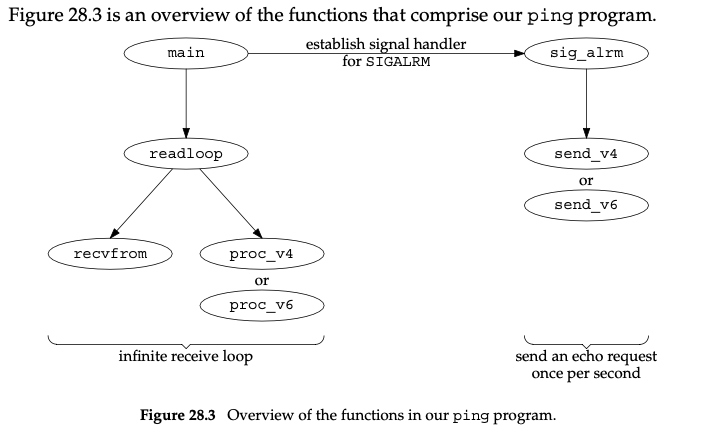 Figure 28.3 is an overview of the functions that comprise our ping program.
main
establish signal handler
for SIGALRM
sig_alrm
readloop
send_v4
or
send_v6
recvfrom
proc_v4
or
proc_v6
infinite receive loop
send an echo request
once per second
Figure 28.3 Overview of the functions in our ping program.